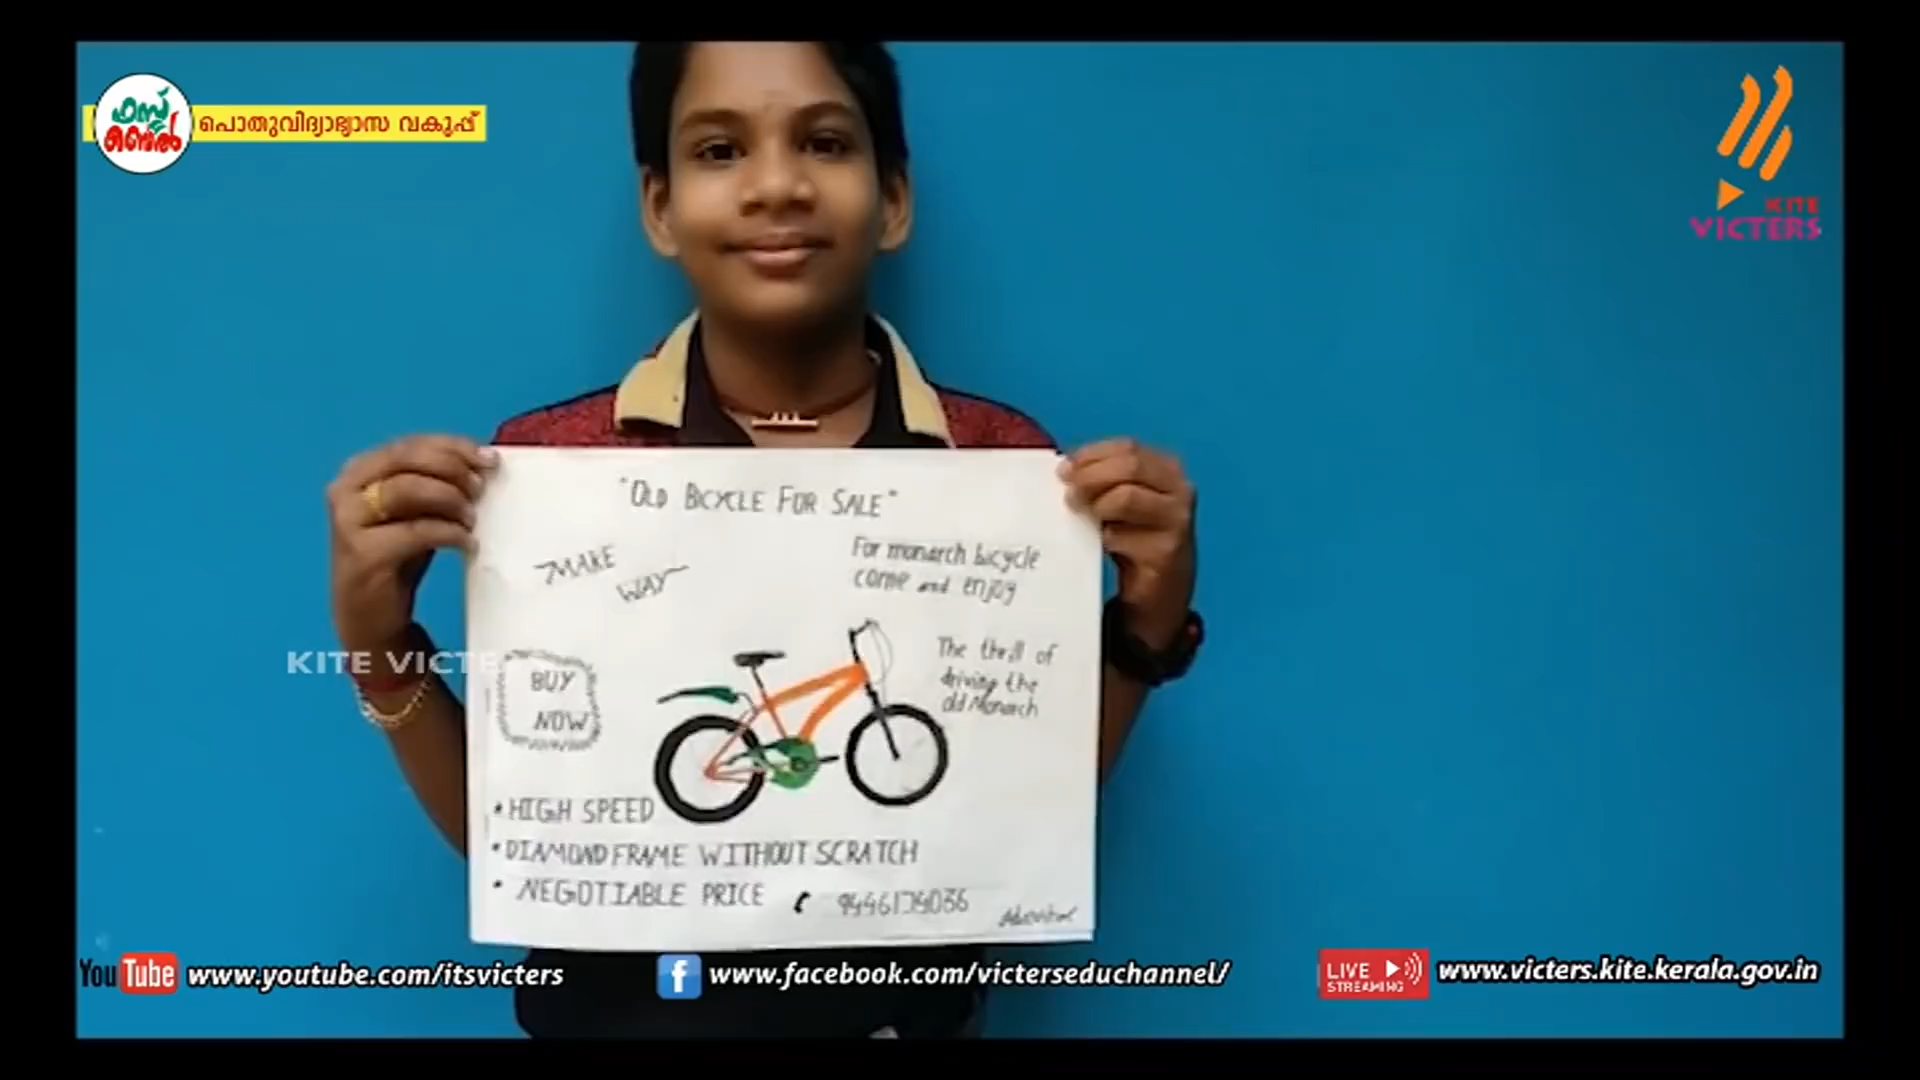 ഫസ്റ്റ്
ബെൽ
പൊതുവിദ്യാഭ്യാസ വകുപ്പ്
KITE
VICTERS
"OLD BICYCLE FOR SALE"
MAKE
WAY
For monarch bicycle
come and enjoy
The thrill of
driving the
old Monarch
KITE VICTE
BUY
NOW
• HIGH SPEED
• DIAMOND FRAME WITHOUT SCRATCH
• NEGOTIABLE PRICE
YouTube www.youtube.com/itsvicters
f www.facebook.com/victerseduchannel/
LIVE
STREAMING
www.victers.kite.kerala.gov.in